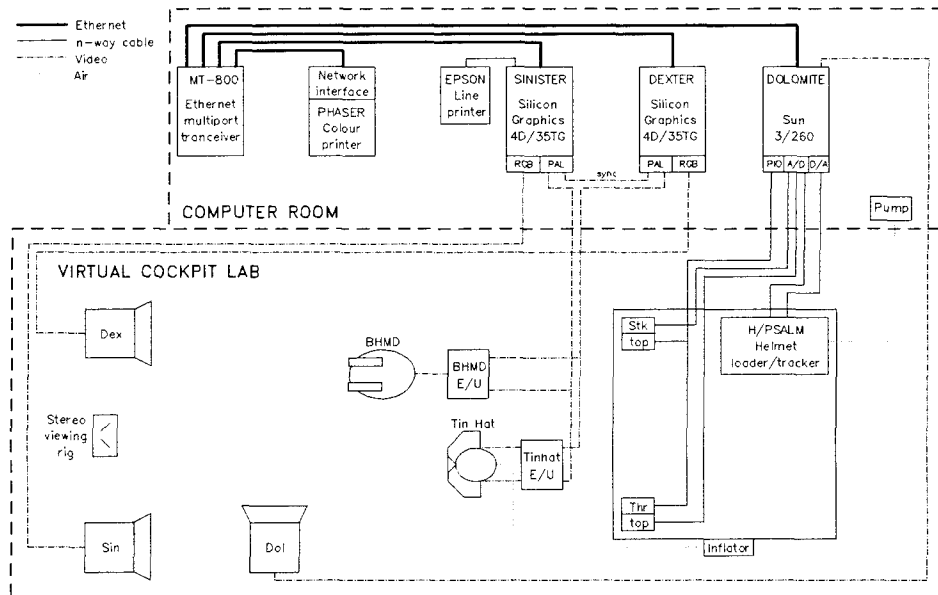 Ethernet
n-way cable
Video
Air
MT-800
Ethernet
multiport
tranceiver
Network
interface
PHASER
Colour
printer
EPSON
Line
printer
SINISTER
Silicon
Graphics
4D/35TG
RGB PAL
sync
DEXTER
Silicon
Graphics
4D/35TG
PAL RGB
DOLOMITE
Sun
3/260
PIO A/D D/A
COMPUTER ROOM
Pump
VIRTUAL COCKPIT LAB
Dex
BHMD
BHMD
E/U
Stk
top
H/PSALM
Helmet
loader/tracker
Stereo
viewing
rig
Tin Hat
Tinhat
E/U
Sin
Dol
Thr
top
Inflator